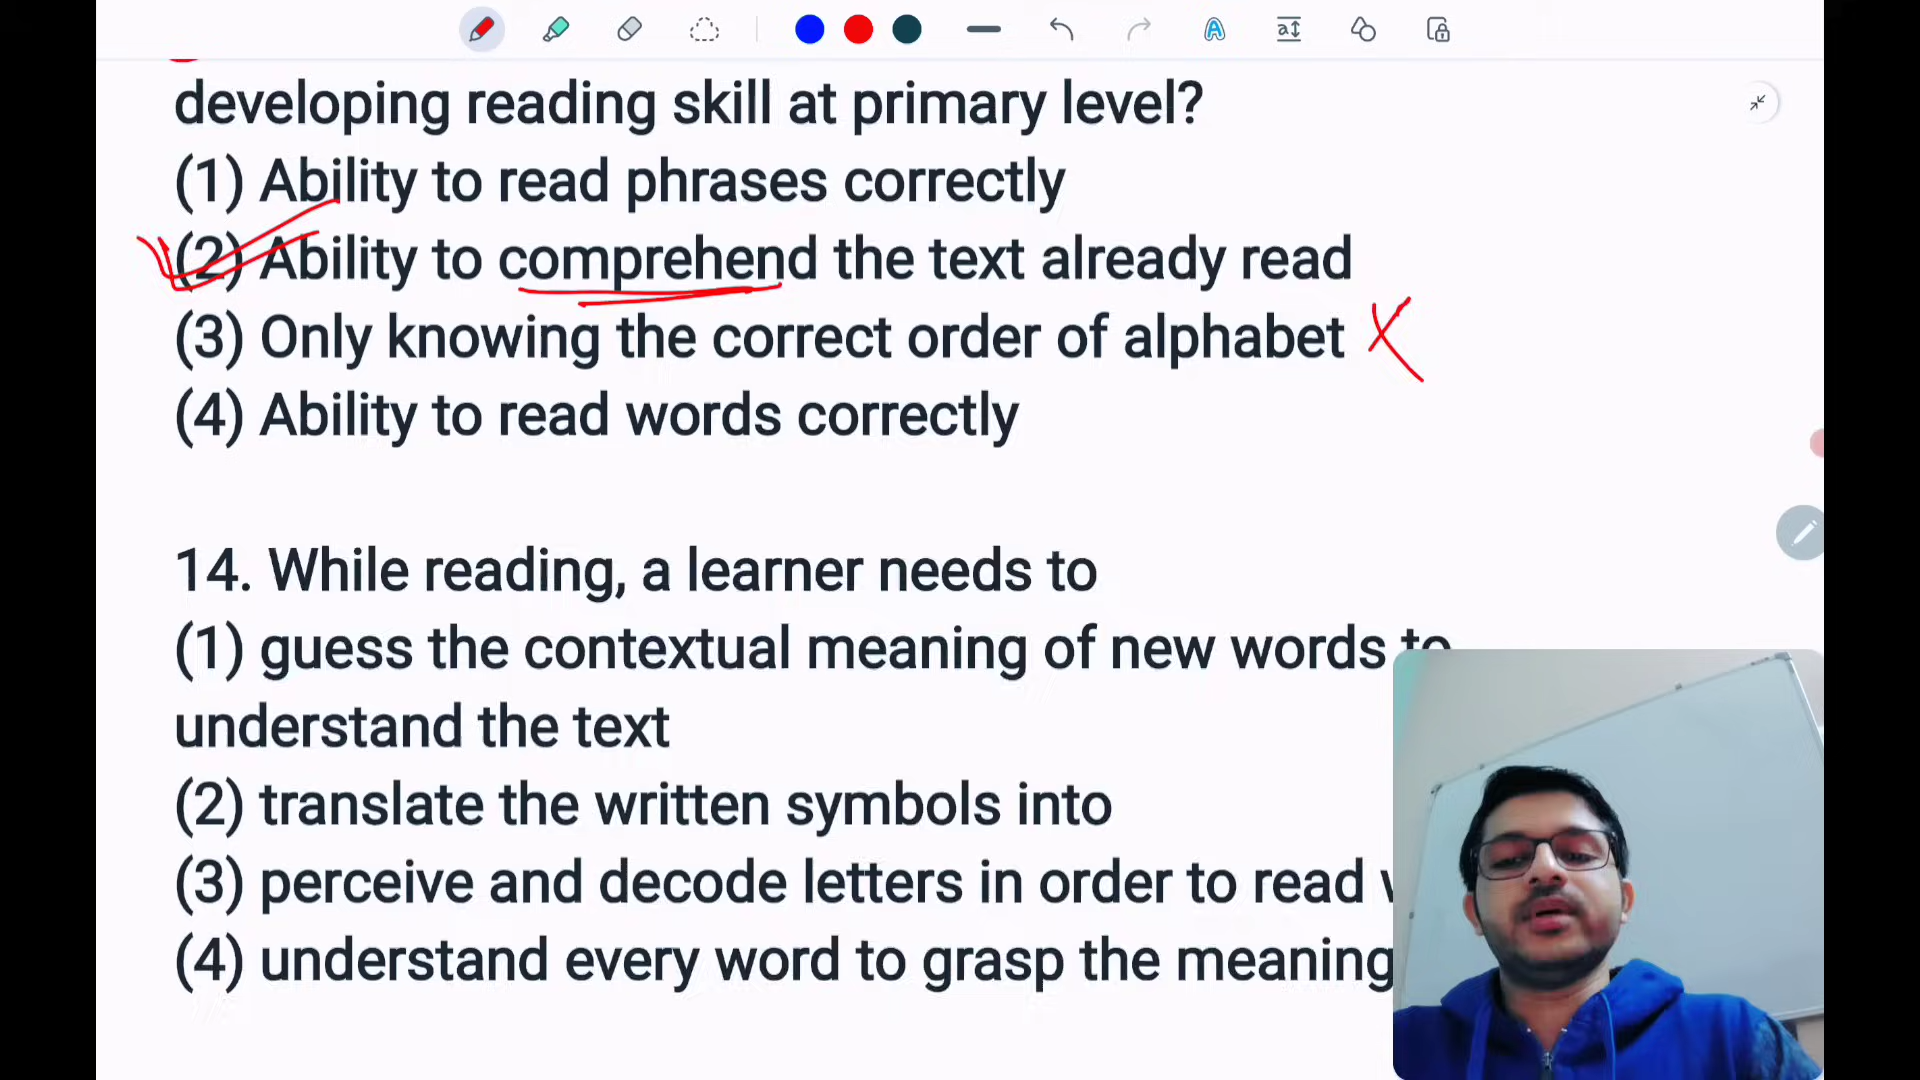 developing reading skill at primary level?
(1) Ability to read phrases correctly
(2) Ability to comprehend the text already read
(3) Only knowing the correct order of alphabet
(4) Ability to read words correctly
14. While reading, a learner needs to
(1) guess the contextual meaning of new words to
understand the text
(2) translate the written symbols into
(3) perceive and decode letters in order to read
(4) understand every word to grasp the meaning